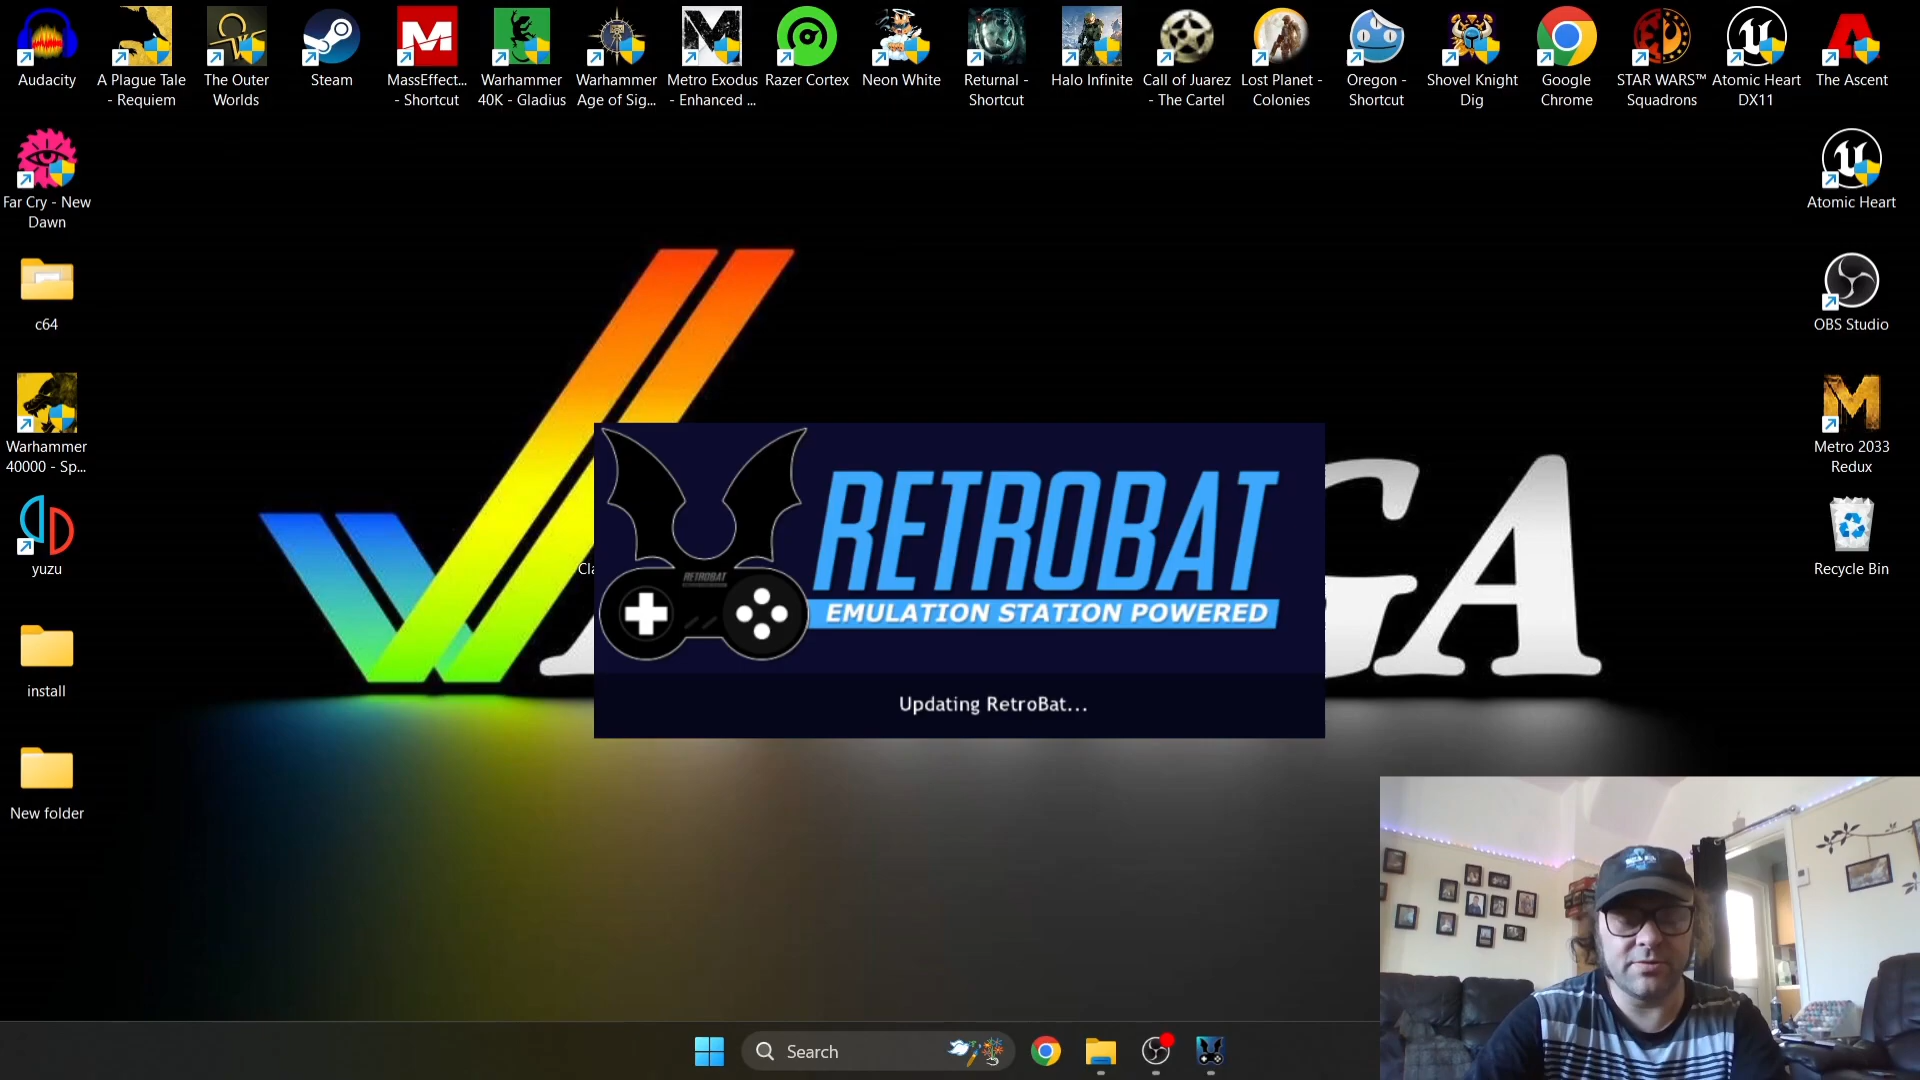 Audacity
A Plague Tale
- Requiem
The Outer
Worlds
Steam
MassEffect...
- Shortcut
Warhammer
40K - Gladius
Warhammer
Age of Sig...
Metro Exodus
- Enhanced ...
Razer Cortex
Neon White
Returnal -
Shortcut
Halo Infinite
Call of Juarez
- The Cartel
Lost Planet -
Colonies
Oregon -
Shortcut
Shovel Knight
Dig
Google
Chrome
STAR WARS™
Squadrons
Atomic Heart
DX11
The Ascent
Far Cry - New
Dawn
Atomic Heart
c64
OBS Studio
Warhammer
40000 - Sp...
Metro 2033
Redux
yuzu
Cla
Recycle Bin
RETROBAT
RETROBAT
EMULATION STATION POWERED
GA
install
Updating RetroBat...
New folder
Search